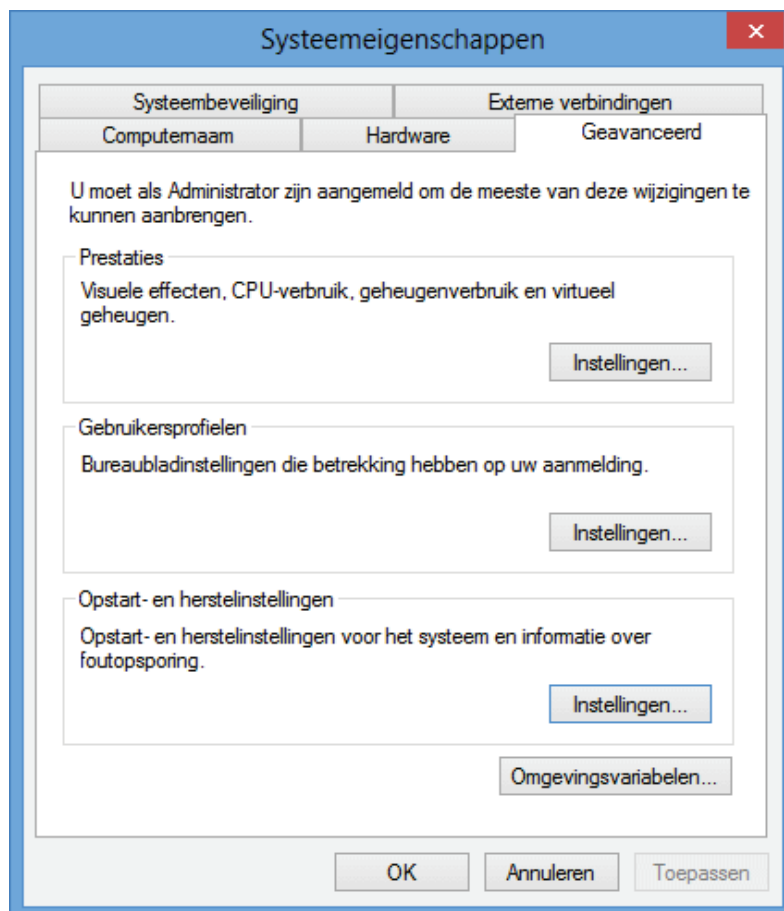 Systeemeigenschappen
Systeembeveiliging Externe verbindingen
Computernaam Hardware Geavanceerd
U moet als Administrator zijn aangemeld om de meeste van deze wijzigingen te
kunnen aanbrengen.
Prestaties
Visuele effecten, CPU-verbruik, geheugenverbruik en virtueel
geheugen.
Instellingen...
Gebruikersprofielen
Bureaubladinstellingen die betrekking hebben op uw aanmelding.
Instellingen...
Opstart- en herstelinstellingen
Opstart- en herstelinstellingen voor het systeem en informatie over
foutopsporing.
Instellingen...
Omgevingsvariabelen...
OK Annuleren Toepassen